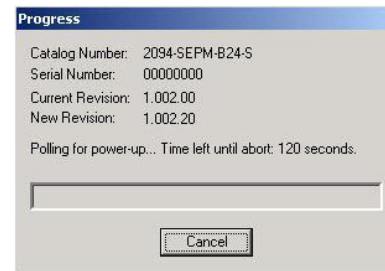 Progress
Catalog Number: 2094-SEPM-B24-S
Serial Number: 00000000
Current Revision: 1.002.00
New Revision: 1.002.20
Polling for power-up... Time left until abort: 120 seconds.
Cancel